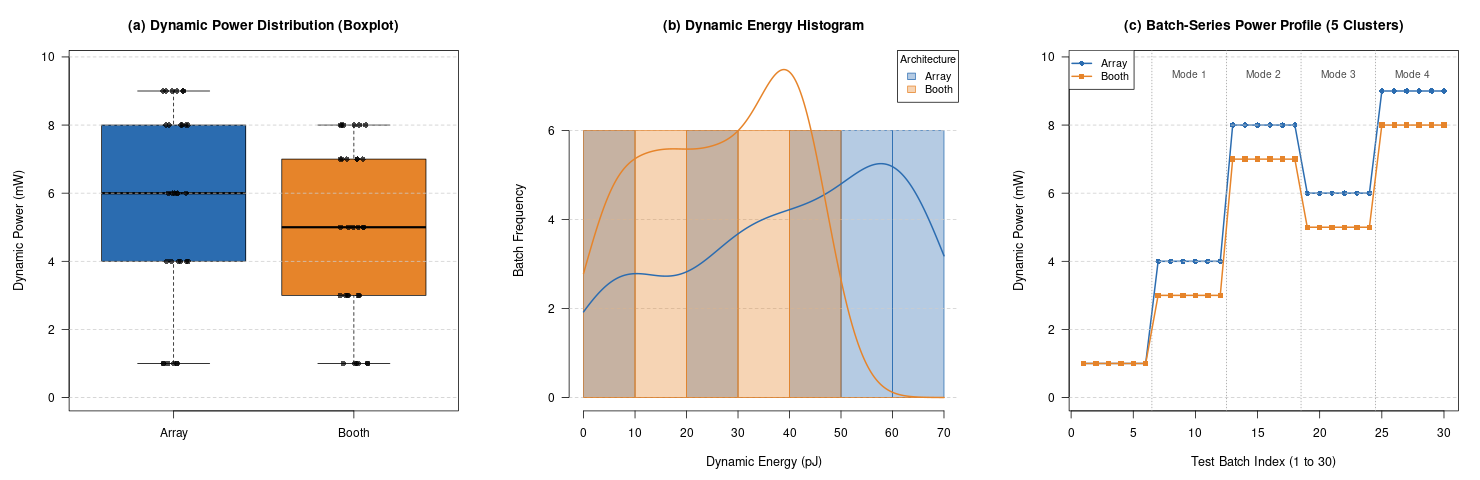 (a) Dynamic Power Distribution (Boxplot)
Dynamic Power (mW)
10
8
6
4
2
0
Array
Booth
(b) Dynamic Energy Histogram
Architecture
Array
Booth
Batch Frequency
6
4
2
0
0 10 20 30 40 50 60 70
Dynamic Energy (pJ)
(c) Batch-Series Power Profile (5 Clusters)
Array
Booth
Mode 1 Mode 2 Mode 3 Mode 4
Dynamic Power (mW)
10
8
6
4
2
0
0 5 10 15 20 25 30
Test Batch Index (1 to 30)